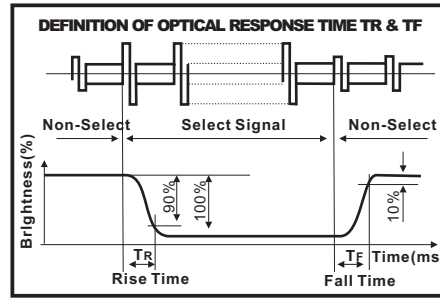 DEFINITION OF OPTICAL RESPONSE TIME TR & TF
Non-Select Select Signal Non-Select
Brightness(%)
90%
100%
10%
TR TF Time(ms
Rise Time Fall Time